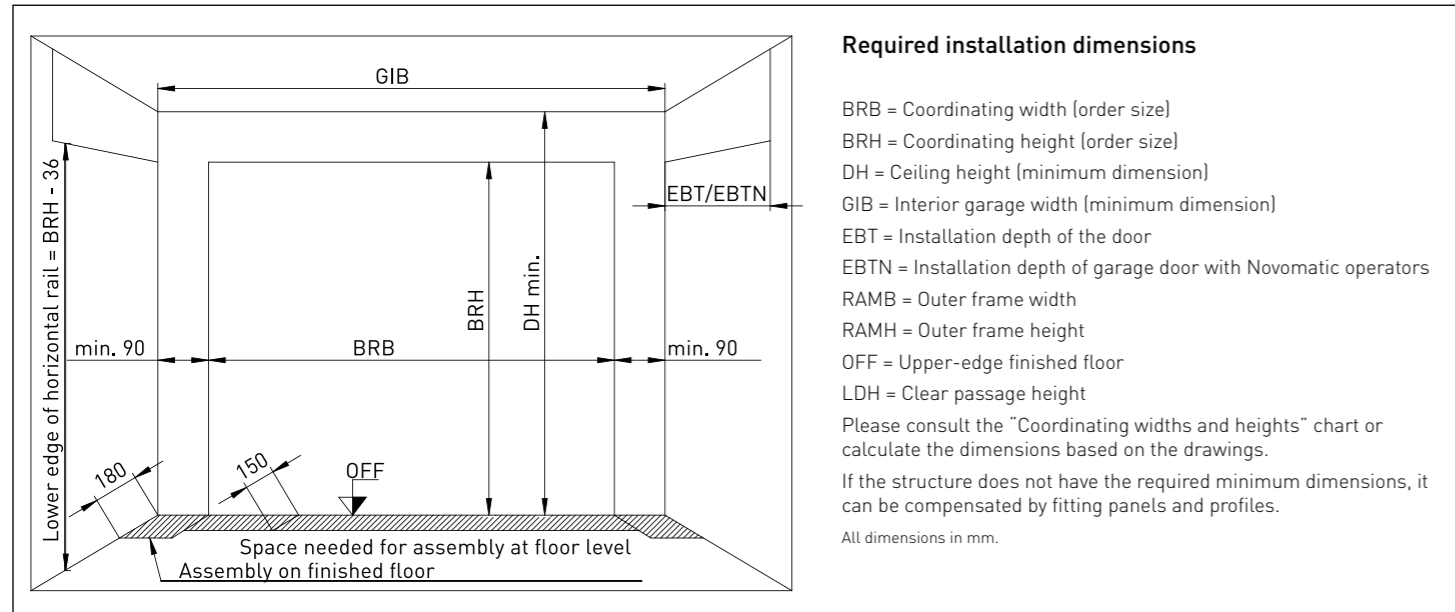 GIB
Lower edge of horizontal rail = BRH - 36
EBT/EBTN
BRH
DH min.
min. 90
BRB
min. 90
180
150
OFF
Space needed for assembly at floor level
Assembly on finished floor
Required installation dimensions
BRB = Coordinating width (order size)
BRH = Coordinating height (order size)
DH = Ceiling height (minimum dimension)
GIB = Interior garage width (minimum dimension)
EBT = Installation depth of the door
EBTN = Installation depth of garage door with Novomatic operators
RAMB = Outer frame width
RAMH = Outer frame height
OFF = Upper-edge finished floor
LDH = Clear passage height
Please consult the “Coordinating widths and heights” chart or
calculate the dimensions based on the drawings.
If the structure does not have the required minimum dimensions, it
can be compensated by fitting panels and profiles.
All dimensions in mm.